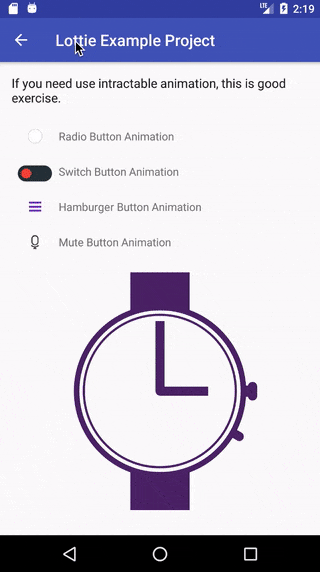 LTE 2:19
Lottie Example Project
If you need use intractable animation, this is good
exercise.
Radio Button Animation
Switch Button Animation
Hamburger Button Animation
Mute Button Animation